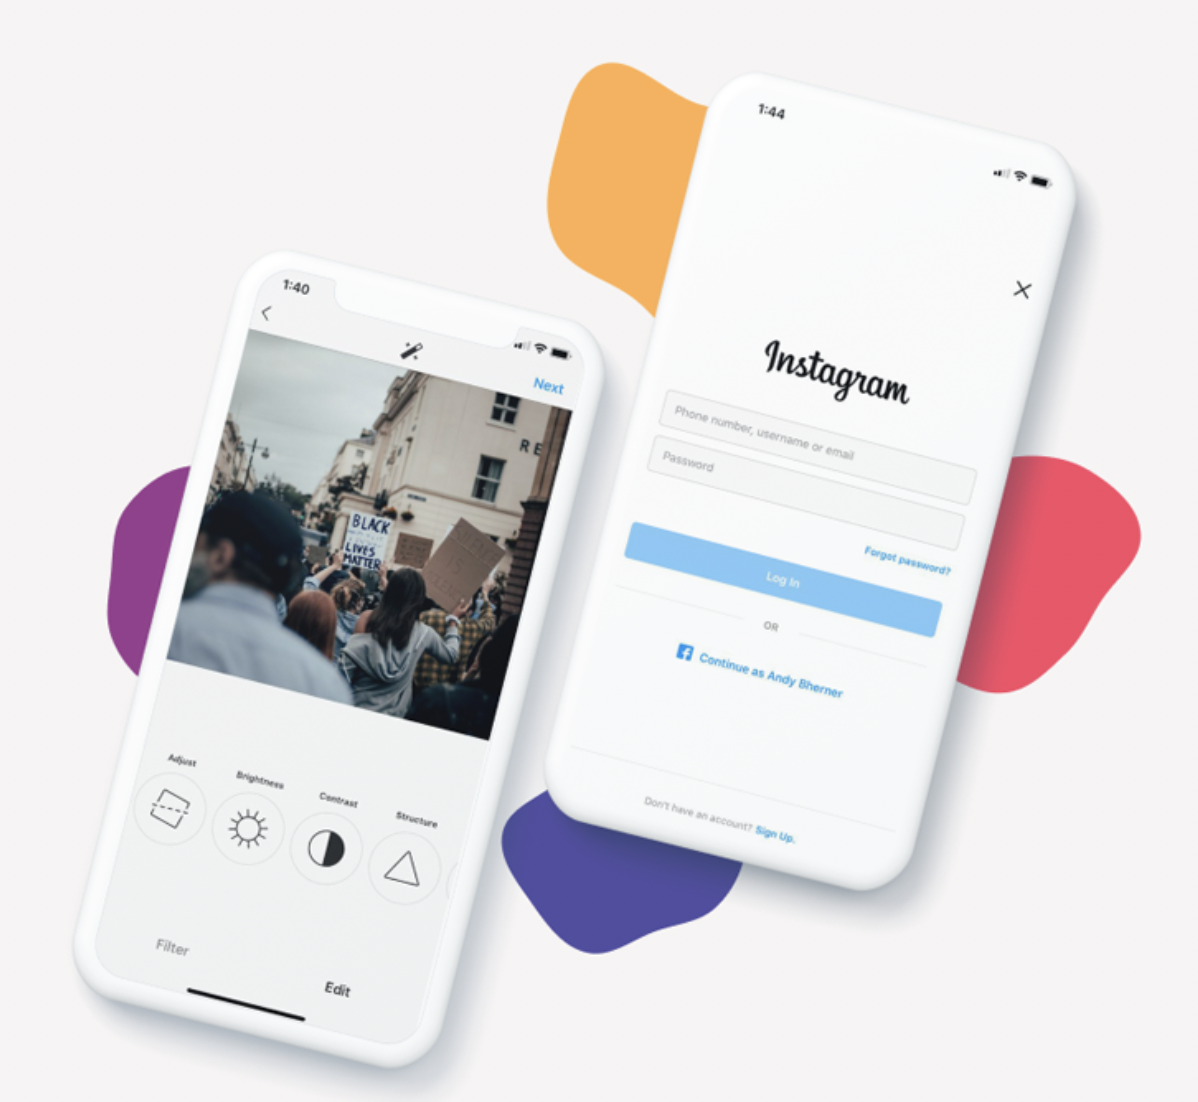 1:40
Next
RE
BLACK
LIVES
MATTER
Adjust
Brightness
Contrast
Structure
Filter
Edit
1:44
Instagram
Phone number, username or email
Password
Forgot password?
Log In
OR
Continue as Andy Bherner
Don't have an account? Sign Up.